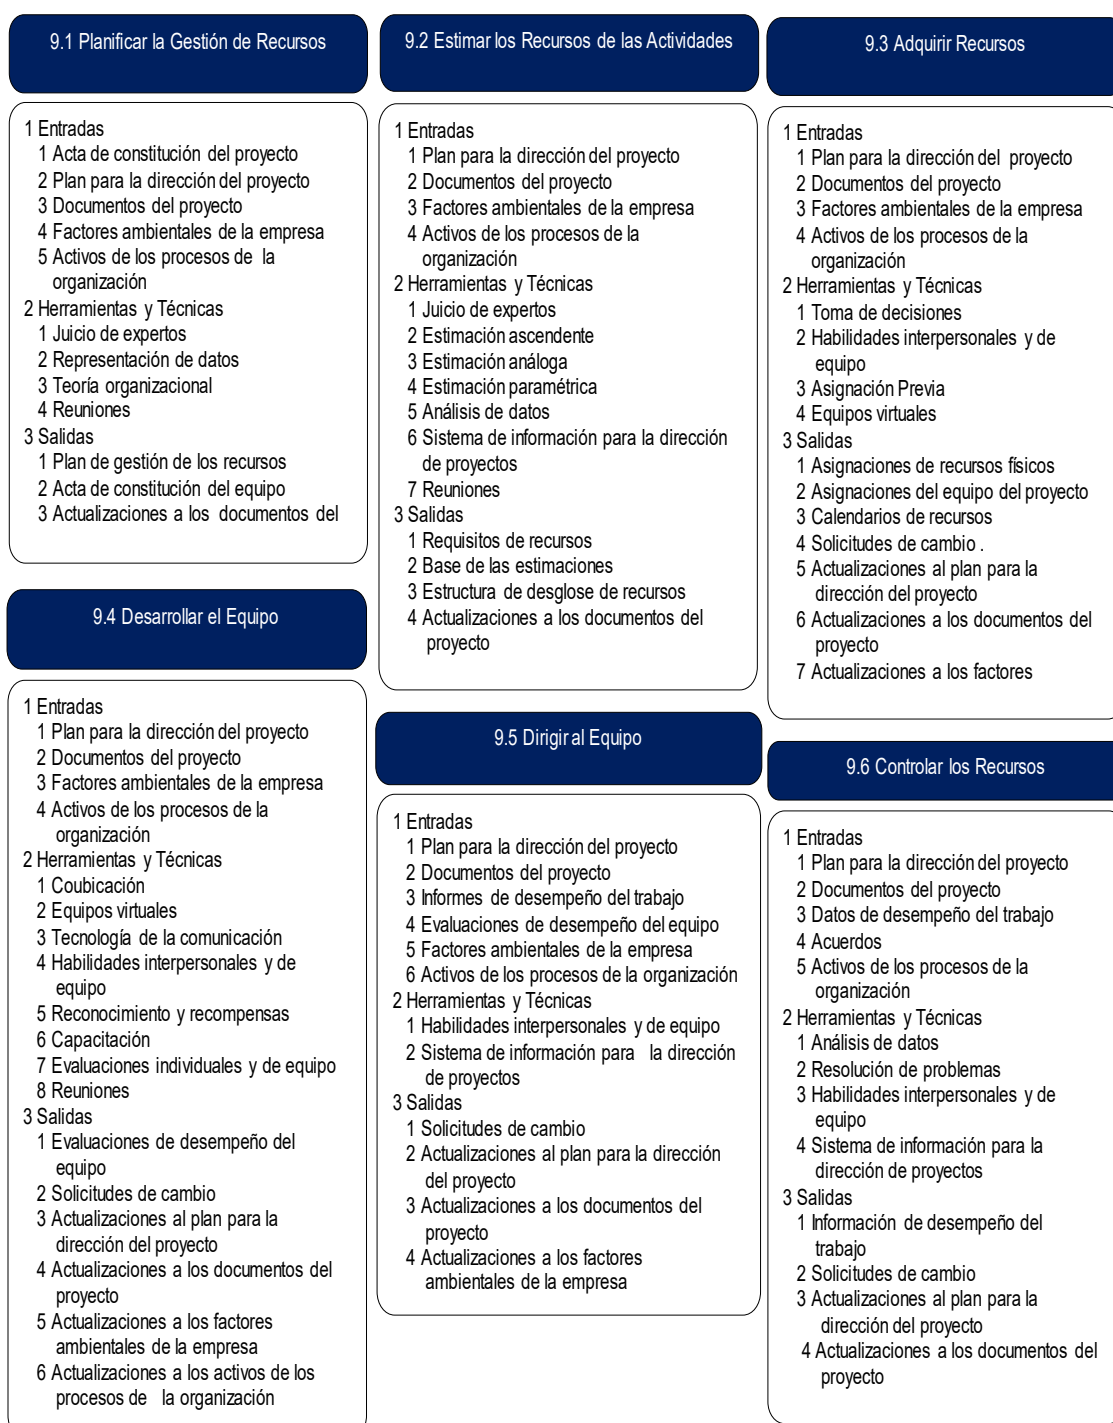 9.1 Planificar la Gestión de Recursos
1 Entradas
1 Acta de constitución del proyecto
2 Plan para la dirección del proyecto
3 Documentos del proyecto
4 Factores ambientales de la empresa
5 Activos de los procesos de la
organización
2 Herramientas y Técnicas
1 Juicio de expertos
2 Representación de datos
3 Teoría organizacional
4 Reuniones
3 Salidas
1 Plan de gestión de los recursos
2 Acta de constitución del equipo
3 Actualizaciones a los documentos del
9.2 Estimar los Recursos de las Actividades
1 Entradas
1 Plan para la dirección del proyecto
2 Documentos del proyecto
3 Factores ambientales de la empresa
4 Activos de los procesos de la
organización
2 Herramientas y Técnicas
1 Juicio de expertos
2 Estimación ascendente
3 Estimación análoga
4 Estimación paramétrica
5 Análisis de datos
6 Sistema de información para la dirección
de proyectos
7 Reuniones
3 Salidas
1 Requisitos de recursos
2 Base de las estimaciones
3 Estructura de desglose de recursos
4 Actualizaciones a los documentos del
proyecto
9.3 Adquirir Recursos
1 Entradas
1 Plan para la dirección del proyecto
2 Documentos del proyecto
3 Factores ambientales de la empresa
4 Activos de los procesos de la
organización
2 Herramientas y Técnicas
1 Toma de decisiones
2 Habilidades interpersonales y de
equipo
3 Asignación Previa
4 Equipos virtuales
3 Salidas
1 Asignaciones de recursos físicos
2 Asignaciones del equipo del proyecto
3 Calendarios de recursos
4 Solicitudes de cambio .
5 Actualizaciones al plan para la
dirección del proyecto
6 Actualizaciones a los documentos del
proyecto
7 Actualizaciones a los factores
9.4 Desarrollar el Equipo
1 Entradas
1 Plan para la dirección del proyecto
2 Documentos del proyecto
3 Factores ambientales de la empresa
4 Activos de los procesos de la
organización
2 Herramientas y Técnicas
1 Coubicación
2 Equipos virtuales
3 Tecnología de la comunicación
4 Habilidades interpersonales y de
equipo
5 Reconocimiento y recompensas
6 Capacitación
7 Evaluaciones individuales y de equipo
8 Reuniones
3 Salidas
1 Evaluaciones de desempeño del
equipo
2 Solicitudes de cambio
3 Actualizaciones al plan para la
dirección del proyecto
4 Actualizaciones a los documentos del
proyecto
5 Actualizaciones a los factores
ambientales de la empresa
6 Actualizaciones a los activos de los
procesos de la organización
9.5 Dirigir al Equipo
1 Entradas
1 Plan para la dirección del proyecto
2 Documentos del proyecto
3 Informes de desempeño del trabajo
4 Evaluaciones de desempeño del equipo
5 Factores ambientales de la empresa
6 Activos de los procesos de la organización
2 Herramientas y Técnicas
1 Habilidades interpersonales y de equipo
2 Sistema de información para la dirección
de proyectos
3 Salidas
1 Solicitudes de cambio
2 Actualizaciones al plan para la dirección
del proyecto
3 Actualizaciones a los documentos del
proyecto
4 Actualizaciones a los factores
ambientales de la empresa
9.6 Controlar los Recursos
1 Entradas
1 Plan para la dirección del proyecto
2 Documentos del proyecto
3 Datos de desempeño del trabajo
4 Acuerdos
5 Activos de los procesos de la
organización
2 Herramientas y Técnicas
1 Análisis de datos
2 Resolución de problemas
3 Habilidades interpersonales y de
equipo
4 Sistema de información para la
dirección de proyectos
3 Salidas
1 Información de desempeño del
trabajo
2 Solicitudes de cambio
3 Actualizaciones al plan para la
dirección del proyecto
4 Actualizaciones a los documentos del
proyecto